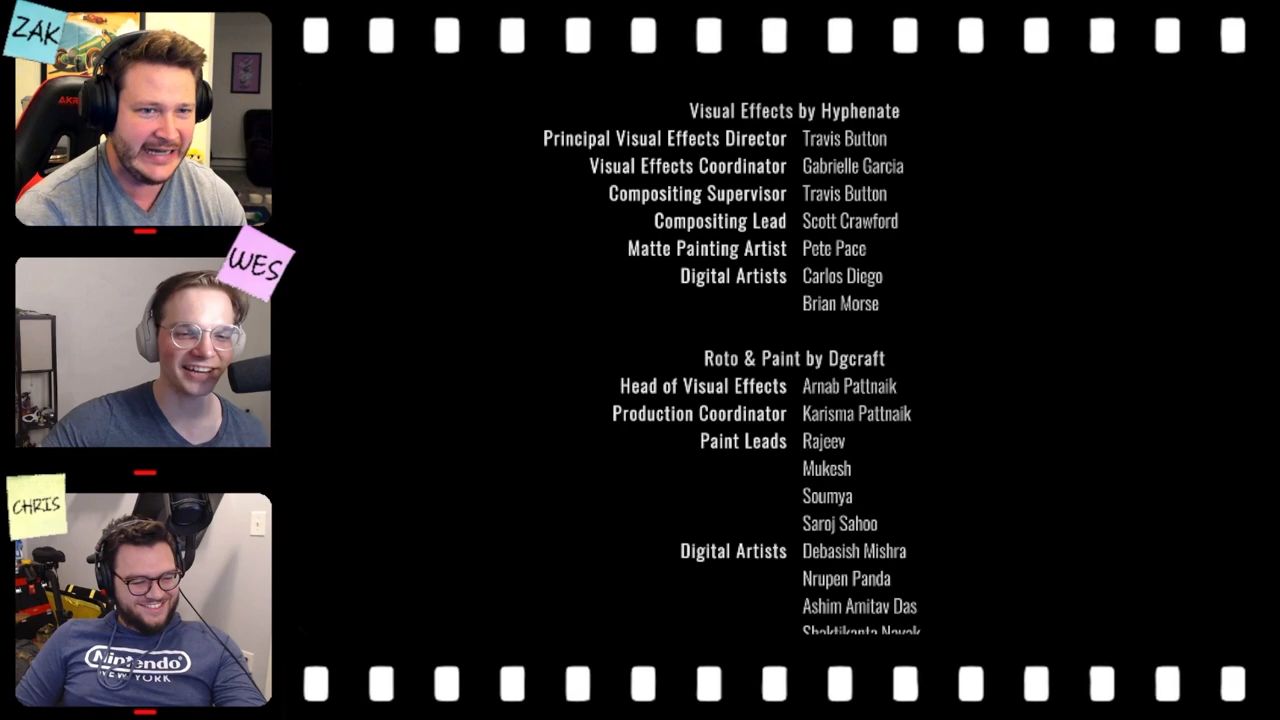 ZAK
AKR
WES
CHRIS
Nintendo
NEW YORK
Visual Effects by Hyphenate
Principal Visual Effects Director Travis Button
Visual Effects Coordinator Gabrielle Garcia
Compositing Supervisor Travis Button
Compositing Lead Scott Crawford
Matte Painting Artist Pete Pace
Digital Artists Carlos Diego
Brian Morse
Roto & Paint by Dgcraft
Head of Visual Effects Arnab Pattnaik
Production Coordinator Karisma Pattnaik
Paint Leads Rajeev
Mukesh
Soumya
Saroj Sahoo
Digital Artists Debasish Mishra
Nrupen Panda
Ashim Amitav Das
Shaktikanta Nayak